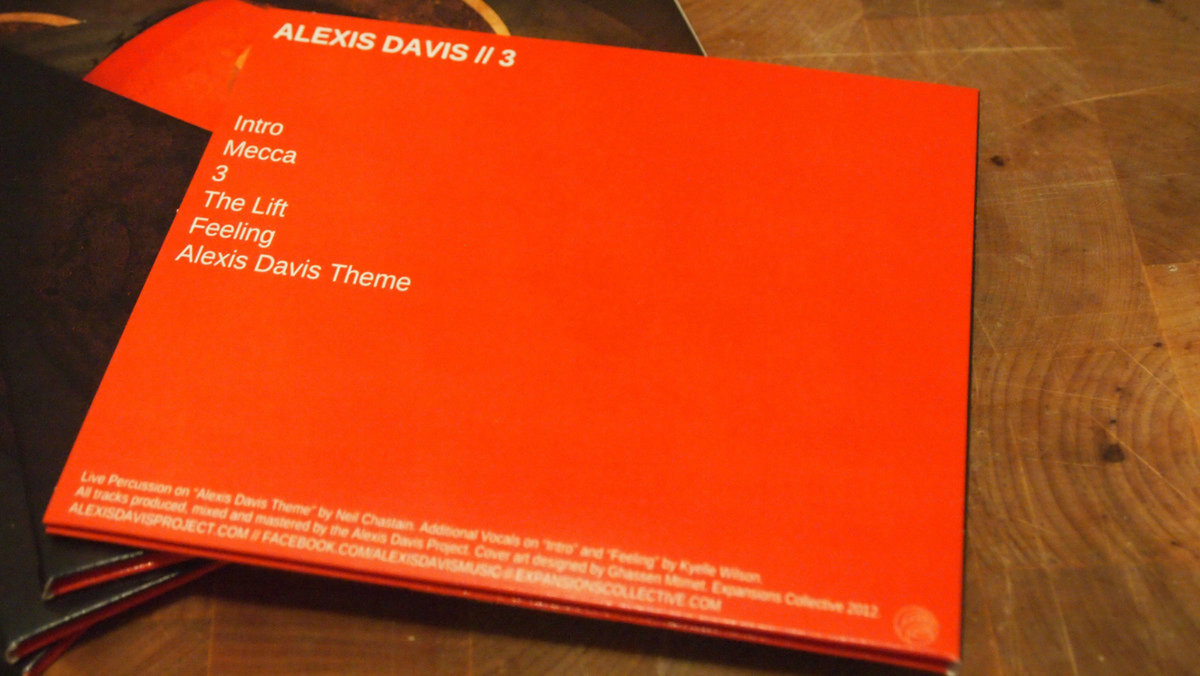 ALEXIS DAVIS // 3
Intro
Mecca
3
The Lift
Feeling
Alexis Davis Theme
Live Percussion on "Alexis Davis Theme" by Neil Chastain. Additional Vocals on "Intro" and "Feeling" by Kyelle Wilson.
All tracks produced, mixed and mastered by the Alexis Davis Project. Cover art designed by Ghassen Expansions Collective 2012.
ALEXISDAVISPROJECT.COM // FACEBOOK.COM/ALEXISDAVISMUSIC // EXPANSIONSCOLLECTIVE.COM